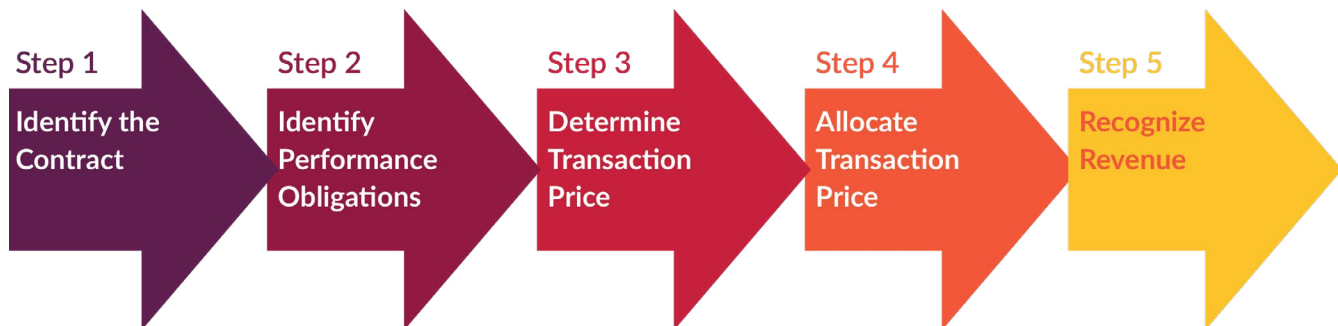 Step 1
Identify the
Contract
Step 2
Identify
Performance
Obligations
Step 3
Determine
Transaction
Price
Step 4
Allocate
Transaction
Price
Step 5
Recognize
Revenue